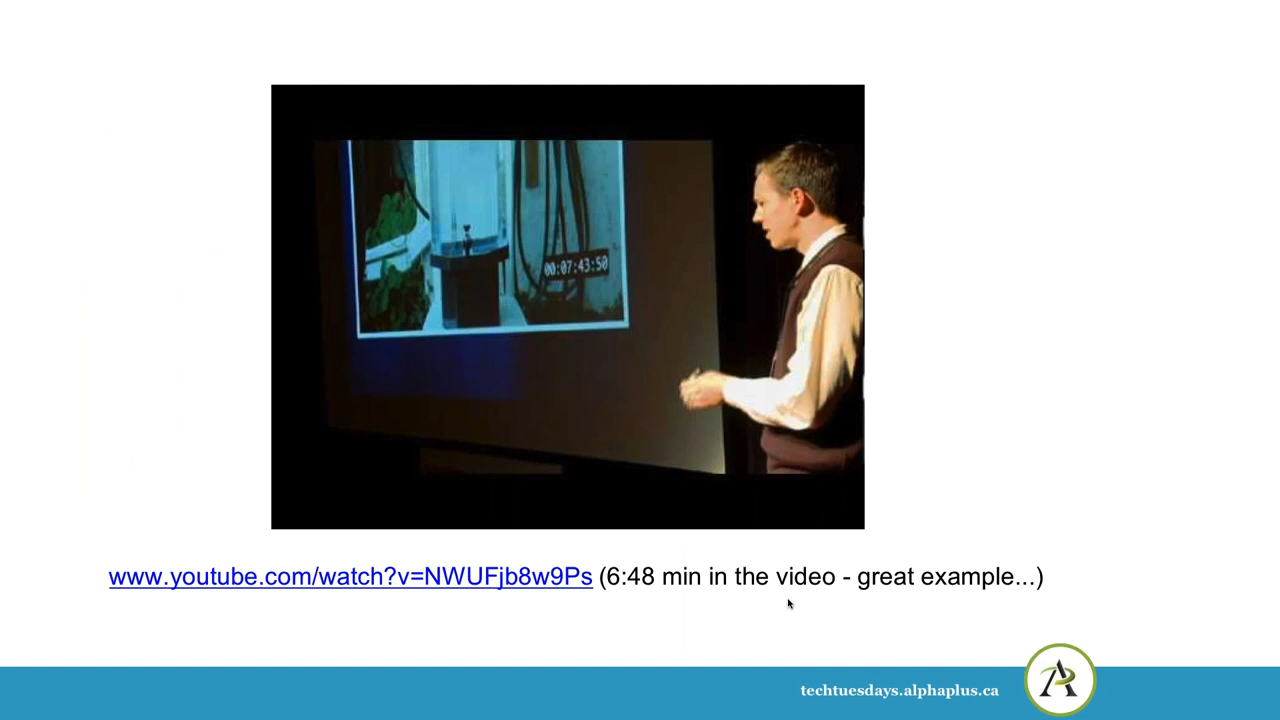 00:07:43:50
www.youtube.com/watch?v=NWUFjb8w9Ps (6:48 min in the video - great example...)
techtuesdays.alphaplus.ca